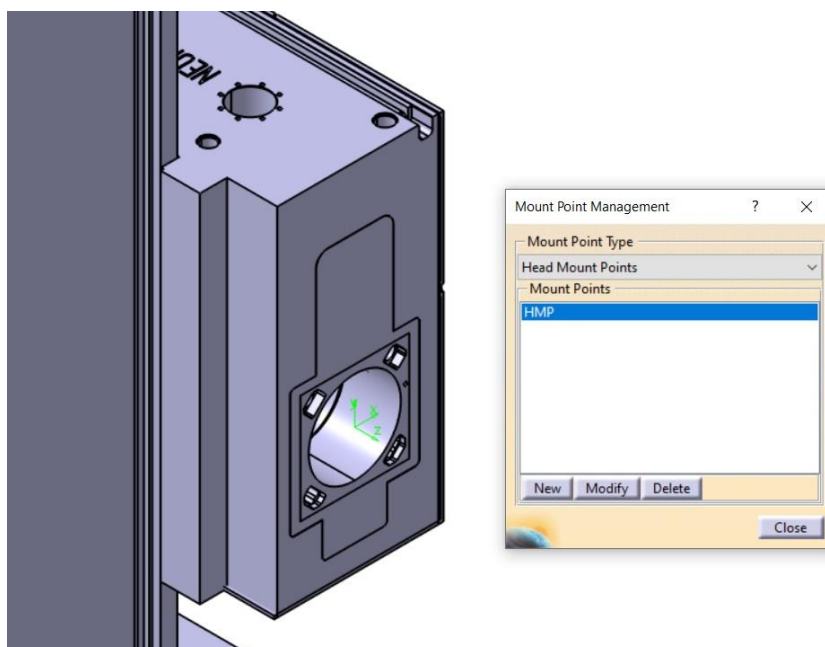 Mount Point Management ? ×
Mount Point Type
Head Mount Points
Mount Points
HMP
New Modify Delete
Close
y
x
z